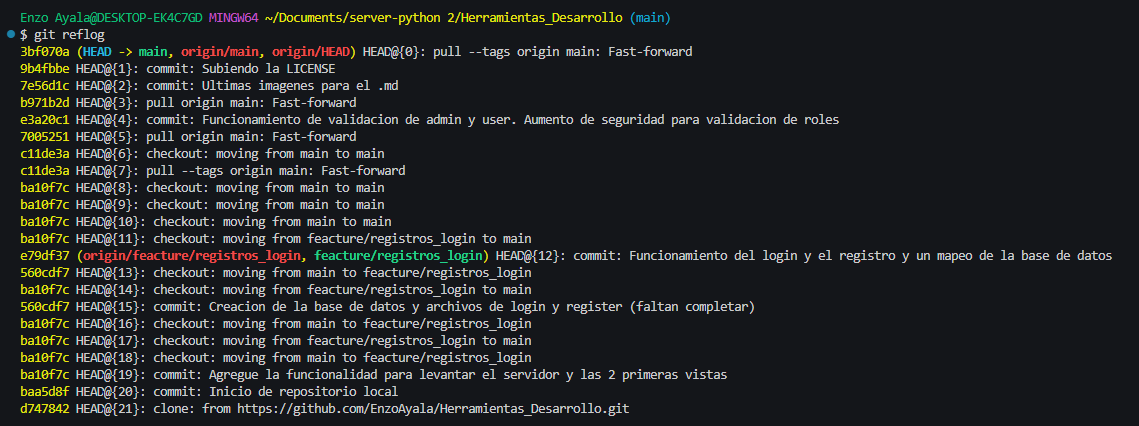 Enzo Ayala@DESKTOP-EK4C7GD MINGW64 ~/Documents/server-python 2/Herramientas_Desarrollo (main)
$ git reflog
3bf070a (HEAD -> main, origin/main, origin/HEAD) HEAD@{0}: pull --tags origin main: Fast-forward
9b4fbbe HEAD@{1}: commit: Subiendo la LICENSE
7e56d1c HEAD@{2}: commit: Ultimas imagenes para el .md
b971b2d HEAD@{3}: pull origin main: Fast-forward
e3a20c1 HEAD@{4}: commit: Funcionamiento de validacion de admin y user. Aumento de seguridad para validacion de roles
7005251 HEAD@{5}: pull origin main: Fast-forward
c11de3a HEAD@{6}: checkout: moving from main to main
c11de3a HEAD@{7}: pull --tags origin main: Fast-forward
ba10f7c HEAD@{8}: checkout: moving from main to main
ba10f7c HEAD@{9}: checkout: moving from main to main
ba10f7c HEAD@{10}: checkout: moving from main to main
ba10f7c HEAD@{11}: checkout: moving from feacture/registros_login to main
e79df37 (origin/feacture/registros_login, feacture/registros_login) HEAD@{12}: commit: Funcionamiento del login y el registro y un mapeo de la base de datos
560cdf7 HEAD@{13}: checkout: moving from main to feacture/registros_login
ba10f7c HEAD@{14}: checkout: moving from feacture/registros_login to main
560cdf7 HEAD@{15}: commit: Creacion de la base de datos y archivos de login y register (faltan completar)
ba10f7c HEAD@{16}: checkout: moving from main to feacture/registros_login
ba10f7c HEAD@{17}: checkout: moving from feacture/registros_login to main
ba10f7c HEAD@{18}: checkout: moving from main to feacture/registros_login
ba10f7c HEAD@{19}: commit: Agregue la funcionalidad para levantar el servidor y las 2 primeras vistas
baa5d8f HEAD@{20}: commit: Inicio de repositorio local
d747842 HEAD@{21}: clone: from https://github.com/EnzoAyala/Herramientas_Desarrollo.git